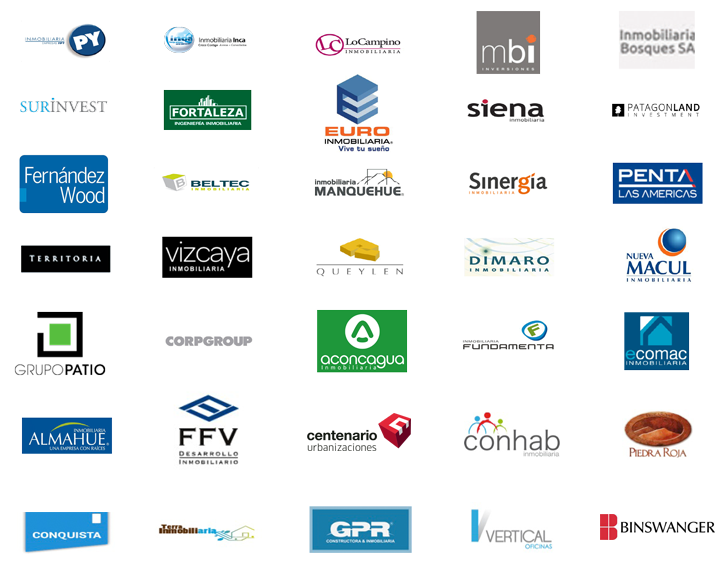 INMOBILIARIA
PY
inca
Inmobiliaria Inca
LoCampino
INMOBILIARIA
mbi
INVERSIONES
Inmobiliaria
Bosques SA
SURINVEST
FORTALEZA
INGENIERÍA INMOBILIARIA
EURO
INMOBILIARIA
Vive tu sueño
siena
inmobiliaria
PATAGONLAND
INVESTMENT
Fernández
Wood
B BELTEC
INMOBILIARIA
Inmobiliaria
MANQUEHUE
Sinergía
inmobiliaria
PENTA
LAS AMERICAS
TERRITORIA
vizcaya
INMOBILIARIA
QUEYLEN
DIMARO
INMOBILIARIA
NUEVA
MACUL
INMOBILIARIA
GRUPOPATIO
CORPGROUP
aconcagua
inmobiliaria
F
INMOBILIARIA
FUNDAMENTA
ecomac
INMOBILIARIA
INMOBILIARIA
ALMAHUE
UNA EMPRESA CON RAÍCES
FFV
DESARROLLO
INMOBILIARIO
centenario
urbanizaciones
conhab
inmobiliaria
PIEDRA ROJA
CONQUISTA
Terra
Inmobiliaria
GPR
CONSTRUCTORA & INMOBILIARIA
VERTICAL
OFICINAS
BINSWANGER